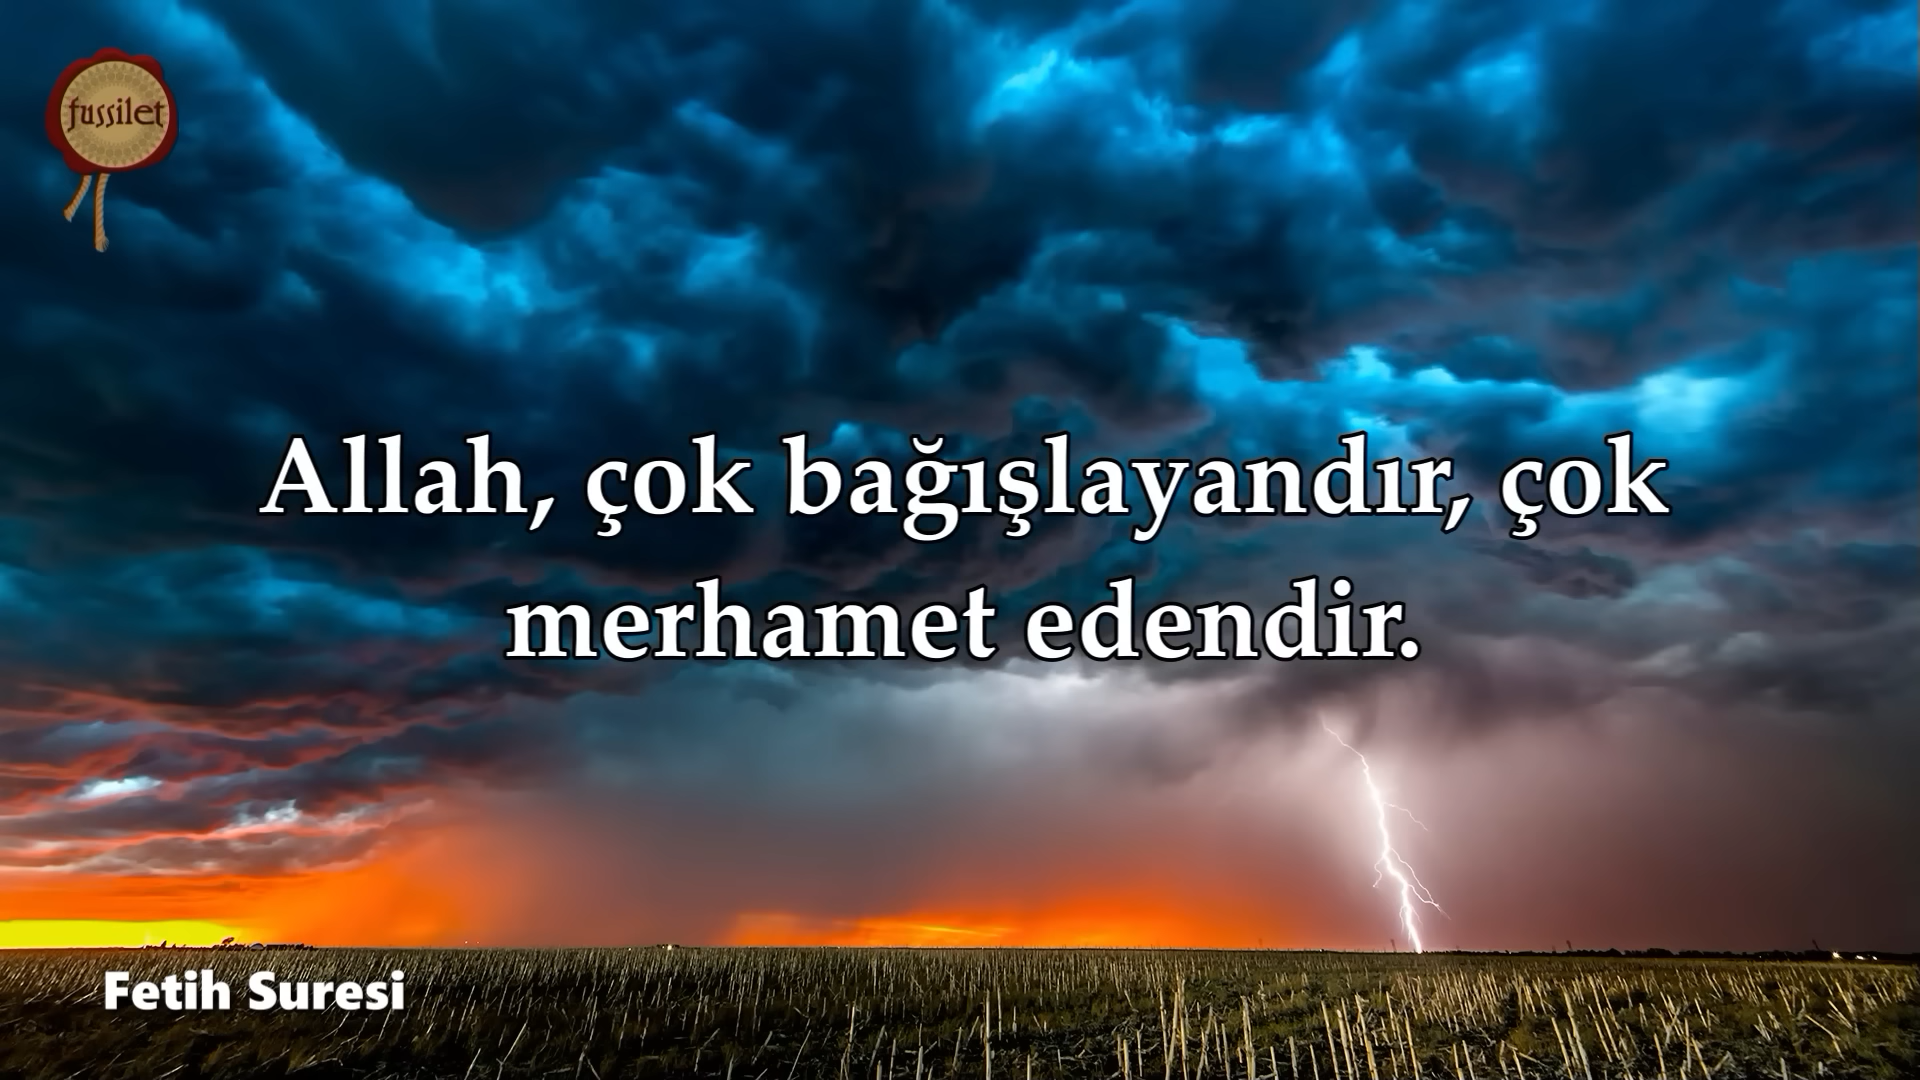 fussilet
Allah, çok bağışlayandır, çok
merhamet edendir.
Fetih Suresi